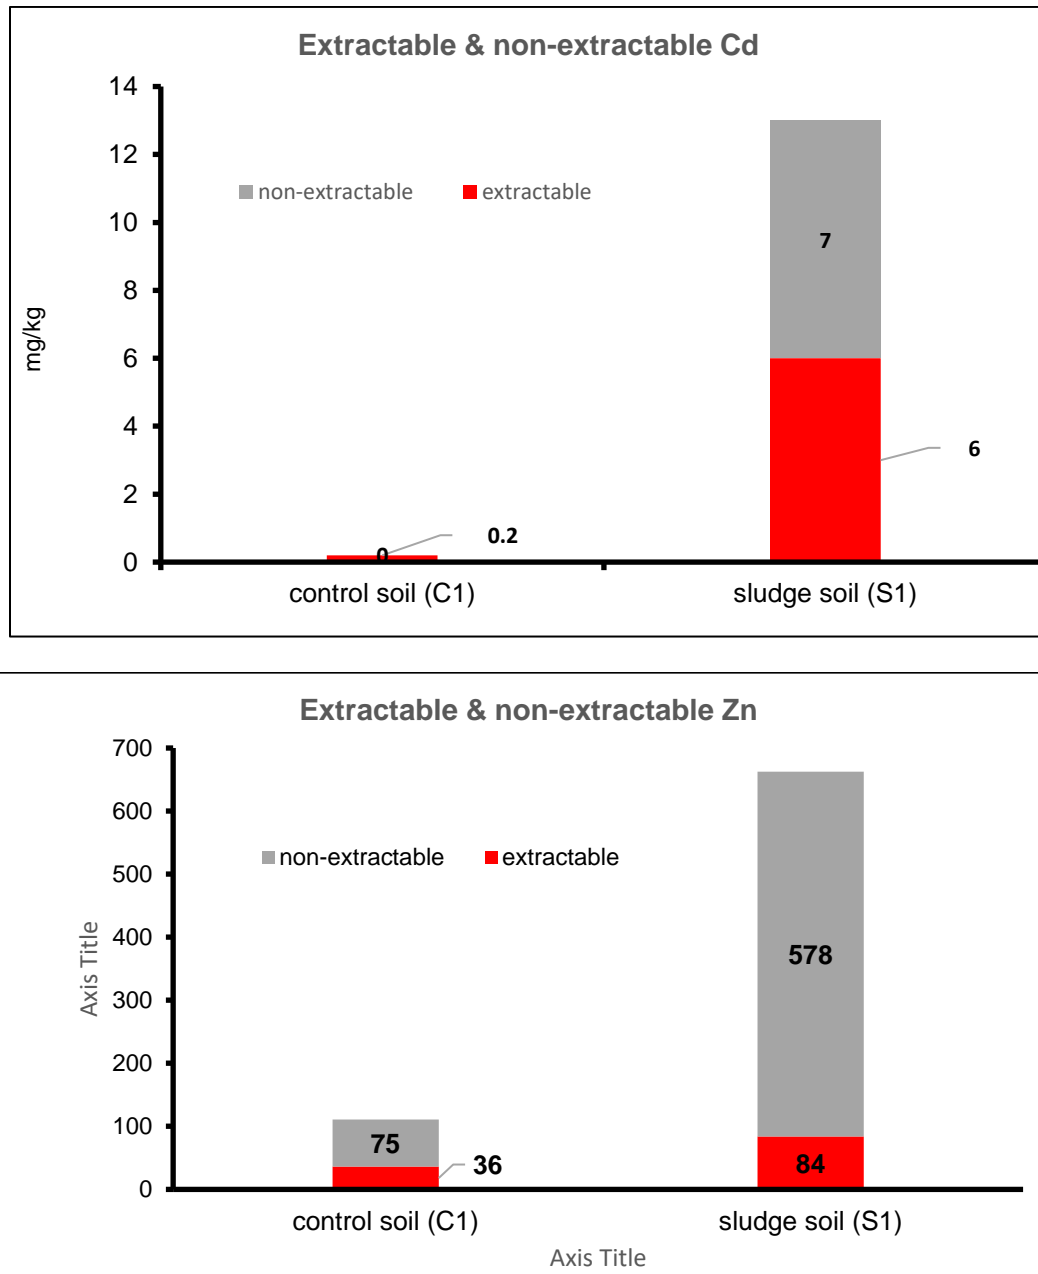 Extractable & non-extractable Cd
14
12
10
8
6
4
2
0
mg/kg
non-extractable extractable
7
6
0.2
0
control soil (C1) sludge soil (S1)
Extractable & non-extractable Zn
700
600
500
400
300
200
100
0
Axis Title
non-extractable extractable
578
75
36
84
control soil (C1) sludge soil (S1)
Axis Title